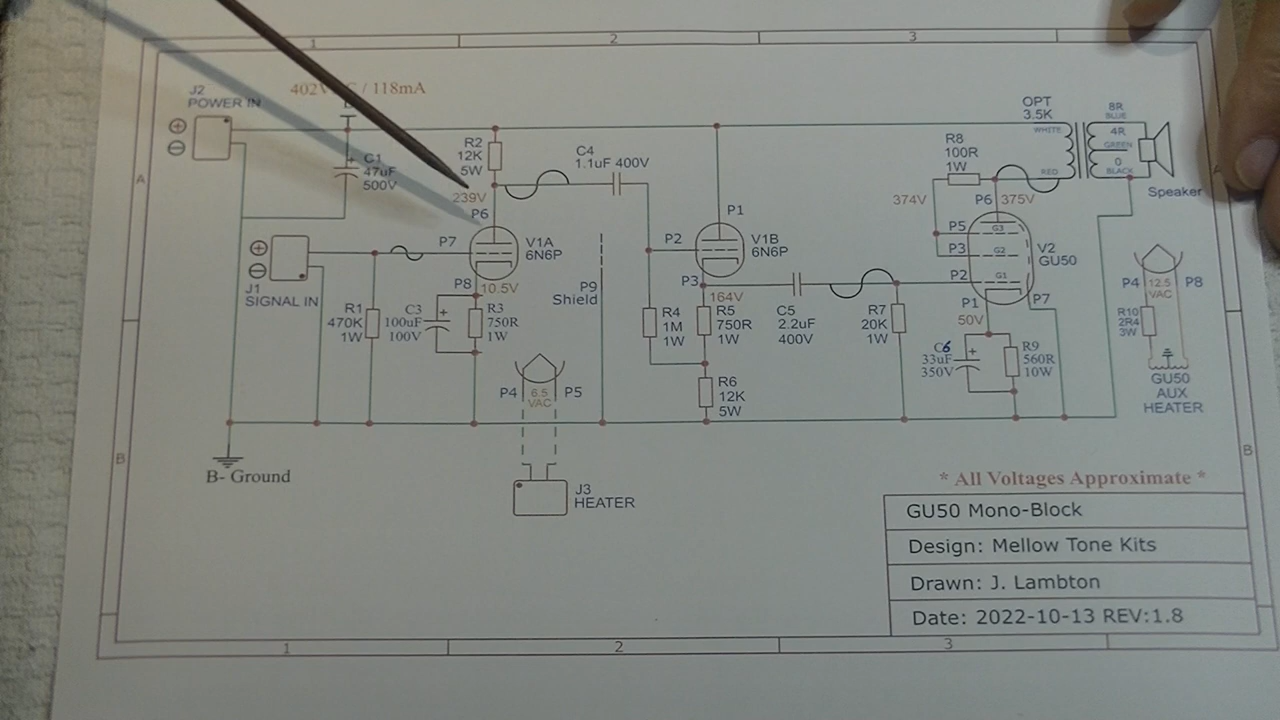 1
2
3
J2
POWER IN
402V / 118mA
A
C1
47uF
500V
R2
12K
5W
239V
P6
C4
1.1uF 400V
P7
V1A
6N6P
P8
10.5V
J1
SIGNAL IN
R1
470K
1W
C3
100uF
100V
R3
750R
1W
P9
Shield
P4
6.5
VAC
P5
J3
HEATER
B
B- Ground
P1
P2
V1B
6N6P
P3
164V
R4
1M
1W
R5
750R
1W
R6
12K
5W
C5
2.2uF
400V
R7
20K
1W
R8
100R
1W
374V
P6
375V
P5
P3
P2
G3
G2
G1
V2
GU50
P1
50V
P7
C6
33uF
350V
R9
560R
10W
OPT
3.5K
WHITE
RED
8R
BLUE
4R
GREEN
0
BLACK
Speaker
A
P4
12.5
VAC
P8
R10
2R4
3W
GU50
AUX
HEATER
B
* All Voltages Approximate *
GU50 Mono-Block
Design: Mellow Tone Kits
Drawn: J. Lambton
Date: 2022-10-13 REV:1.8
1
2
3